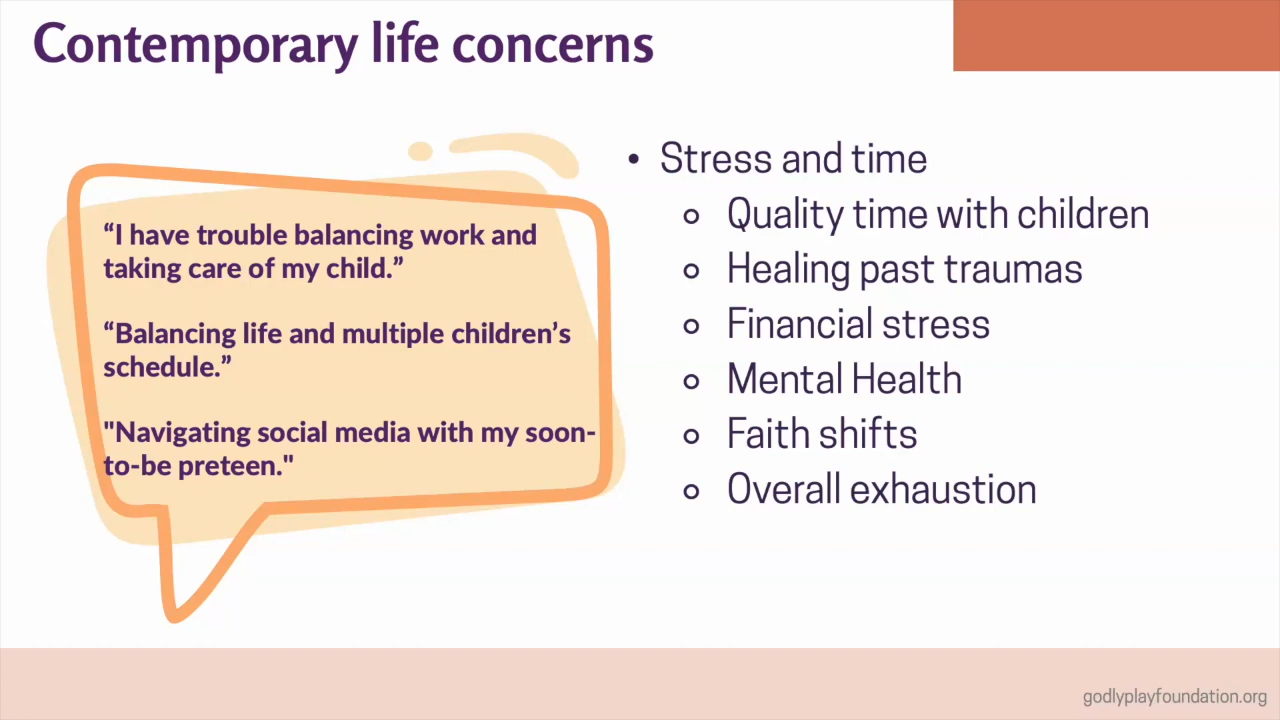 Contemporary life concerns
“I have trouble balancing work and
taking care of my child.”
“Balancing life and multiple children’s
schedule.”
"Navigating social media with my soon-
to-be preteen."
• Stress and time
Quality time with children
Healing past traumas
Financial stress
Mental Health
Faith shifts
Overall exhaustion
godlyplayfoundation.org